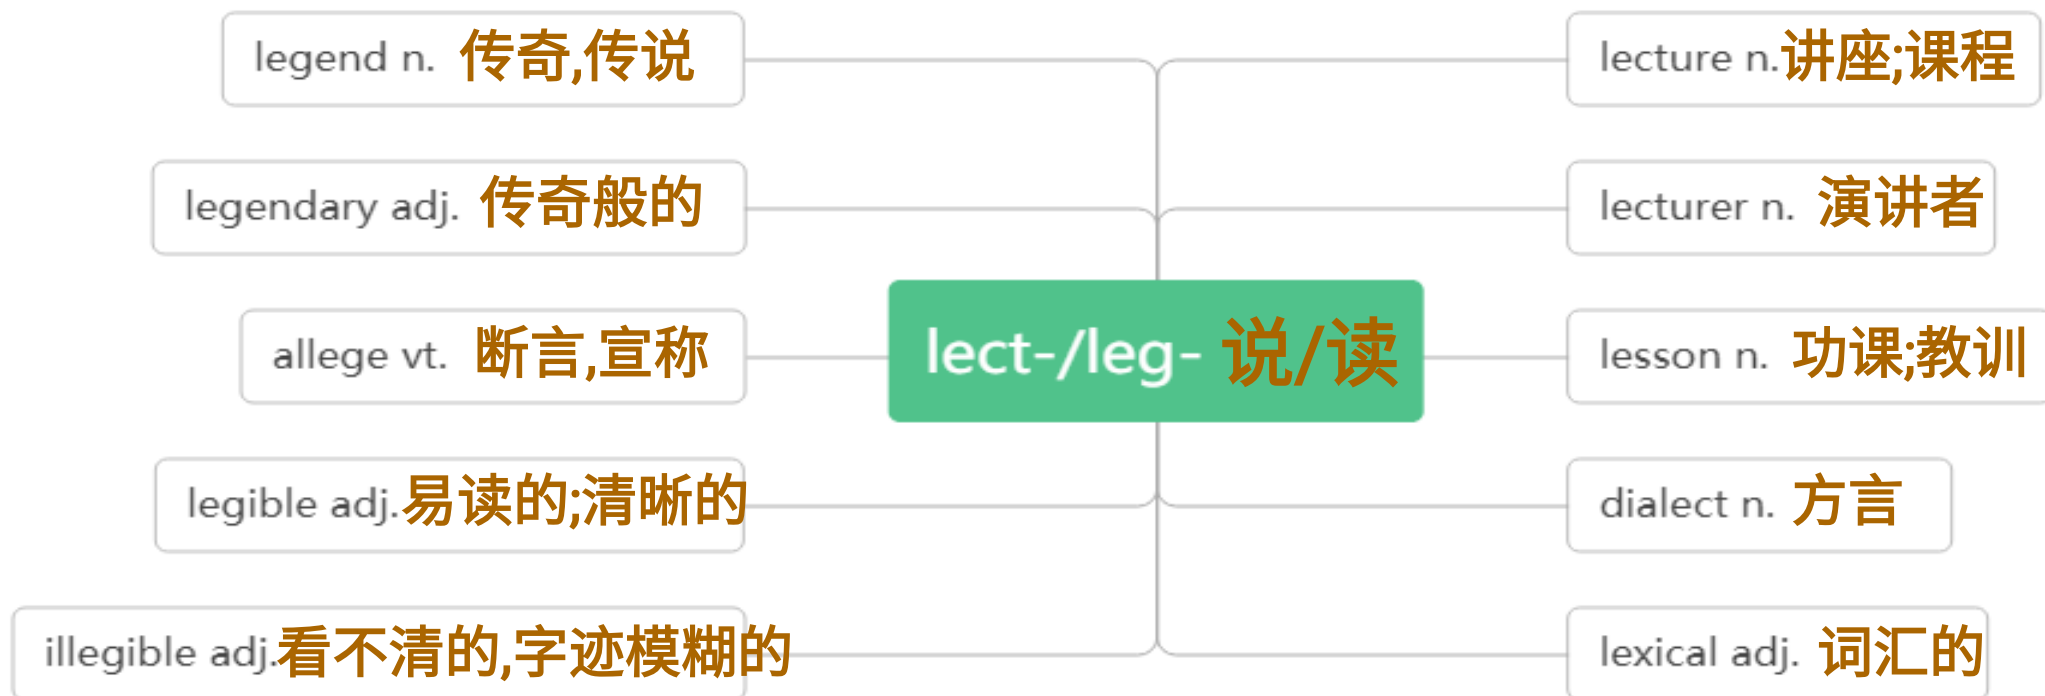 legend n. 传奇,传说
legendary adj. 传奇般的
allege vt. 断言,宣称
legible adj.易读的;清晰的
illegible adj.看不清的,字迹模糊的
lect-/leg- 说/读
lecture n.讲座;课程
lecturer n. 演讲者
lesson n. 功课;教训
dialect n. 方言
lexical adj. 词汇的